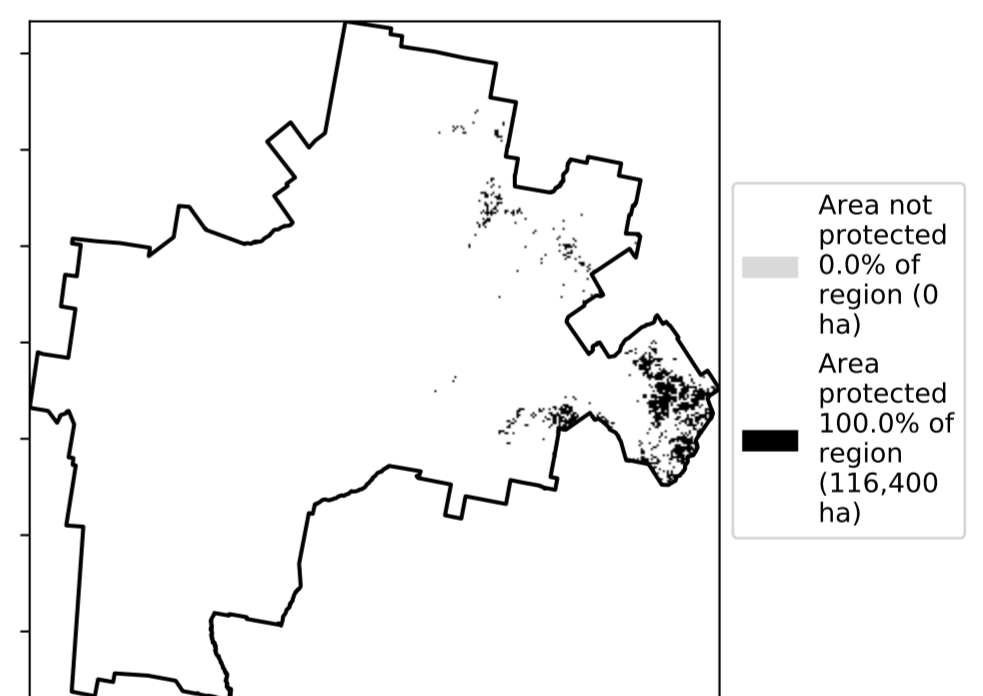 Area not
protected
0.0% of
region (0
ha)
Area
protected
100.0% of
region
(116,400
ha)